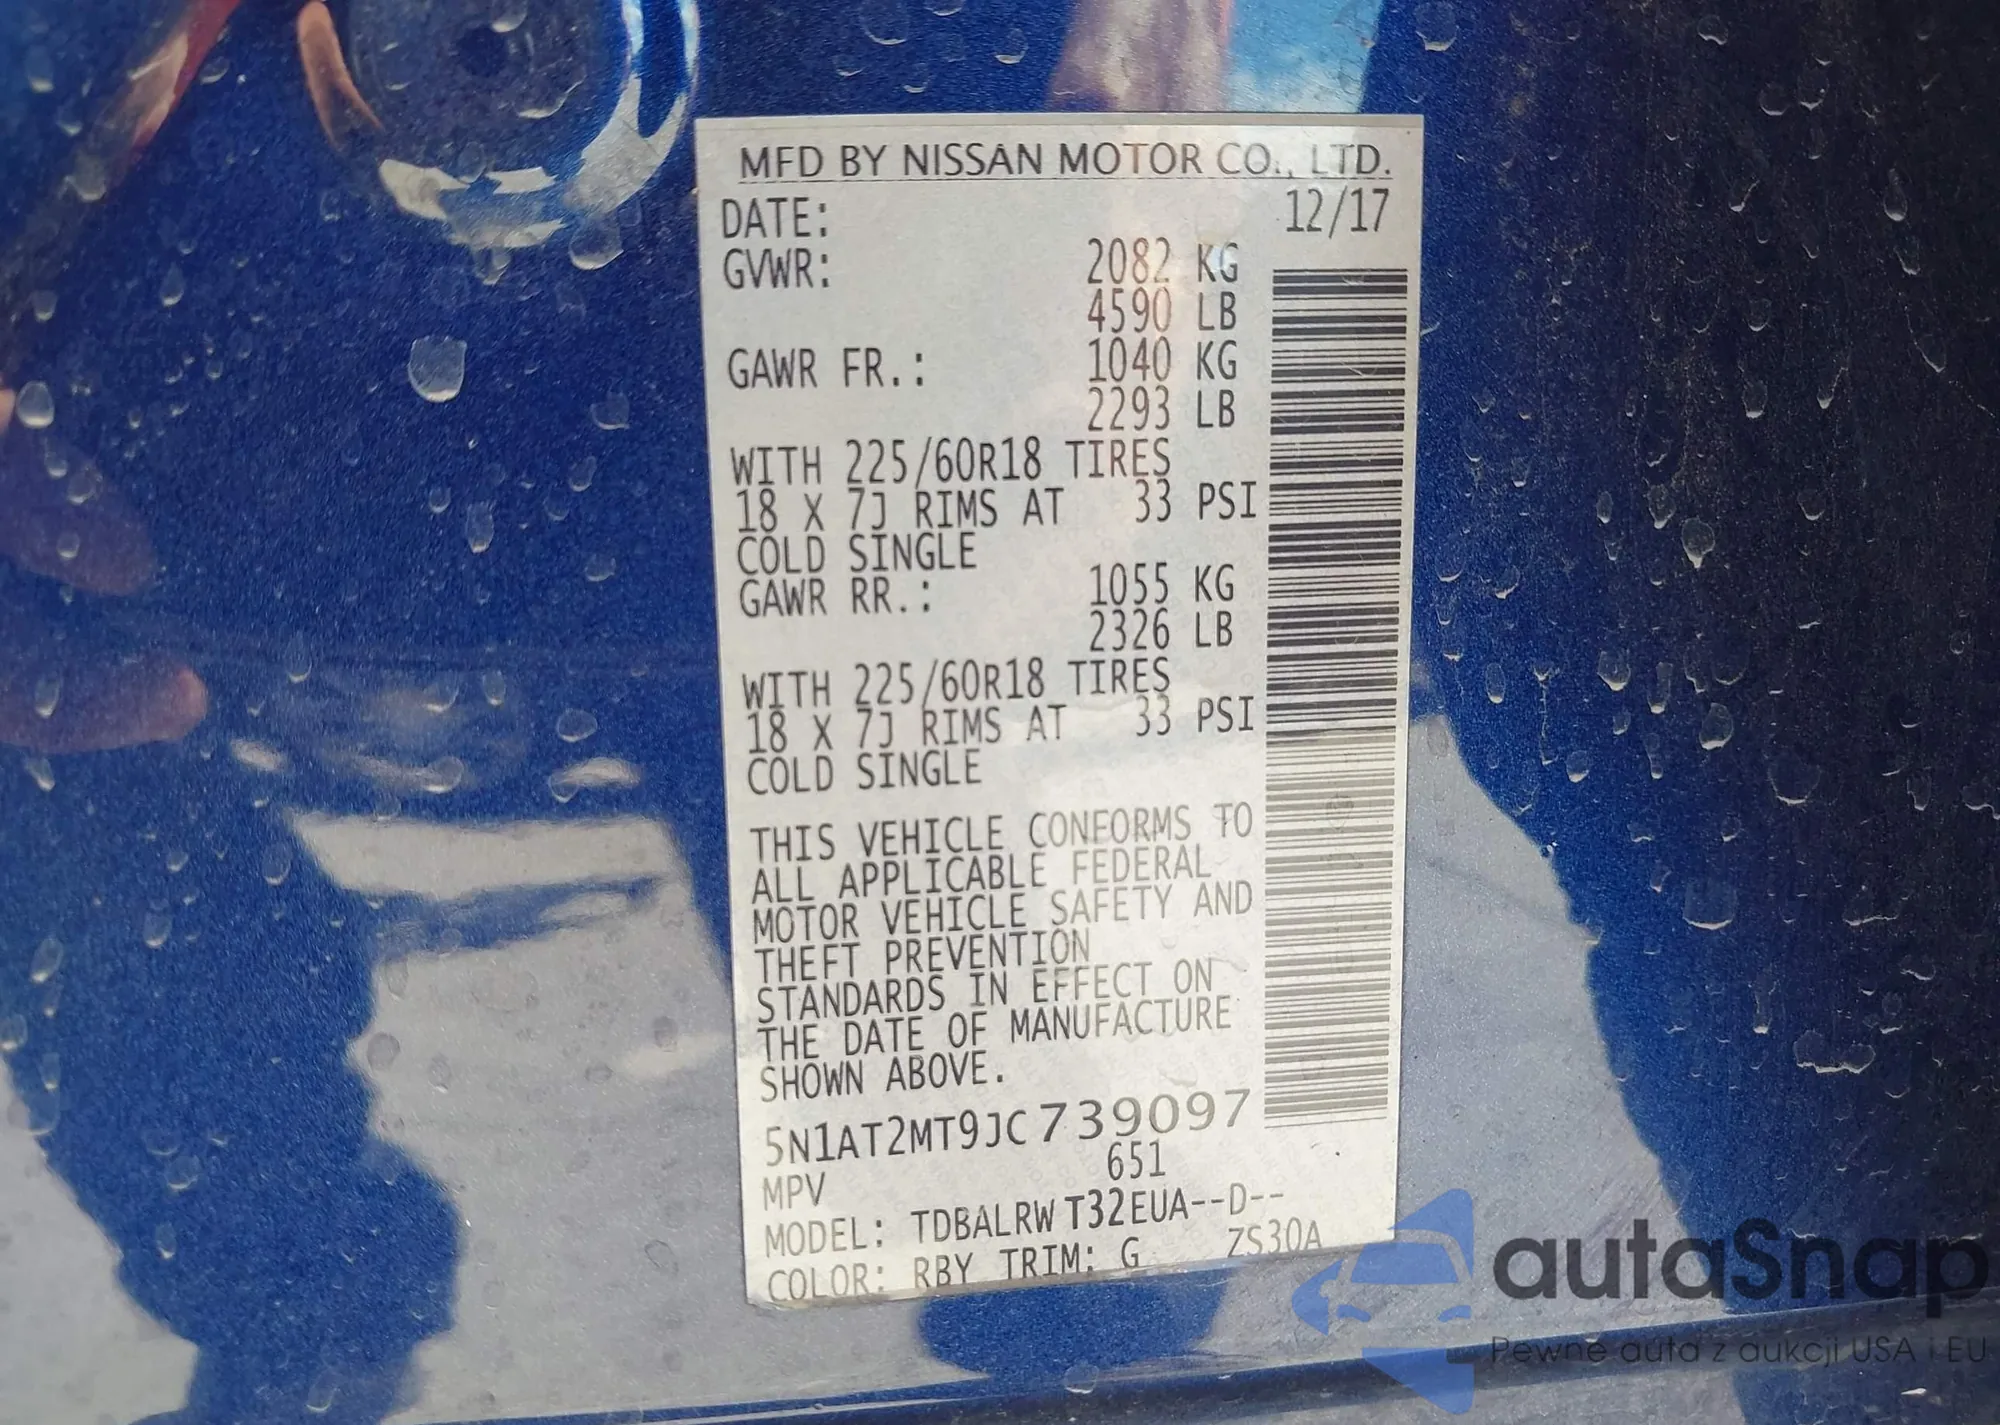 MFD BY NISSAN MOTOR CO., LTD.
DATE: 12/17
GVWR: 2082 KG
4590 LB
GAWR FR.: 1040 KG
2293 LB
WITH 225/60R18 TIRES
18 X 7J RIMS AT 33 PSI
COLD SINGLE
GAWR RR.: 1055 KG
2326 LB
WITH 225/60R18 TIRES
18 X 7J RIMS AT 33 PSI
COLD SINGLE
THIS VEHICLE CONFORMS TO
ALL APPLICABLE FEDERAL
MOTOR VEHICLE SAFETY AND
THEFT PREVENTION
STANDARDS IN EFFECT ON
THE DATE OF MANUFACTURE
SHOWN ABOVE.
5N1AT2MT9JC739097
MPV 651
MODEL: TDBALRWT32EUA--D--
COLOR: RBY TRIM: G ZS30A
autaSnap
Pewne auta z aukcji USA i EU